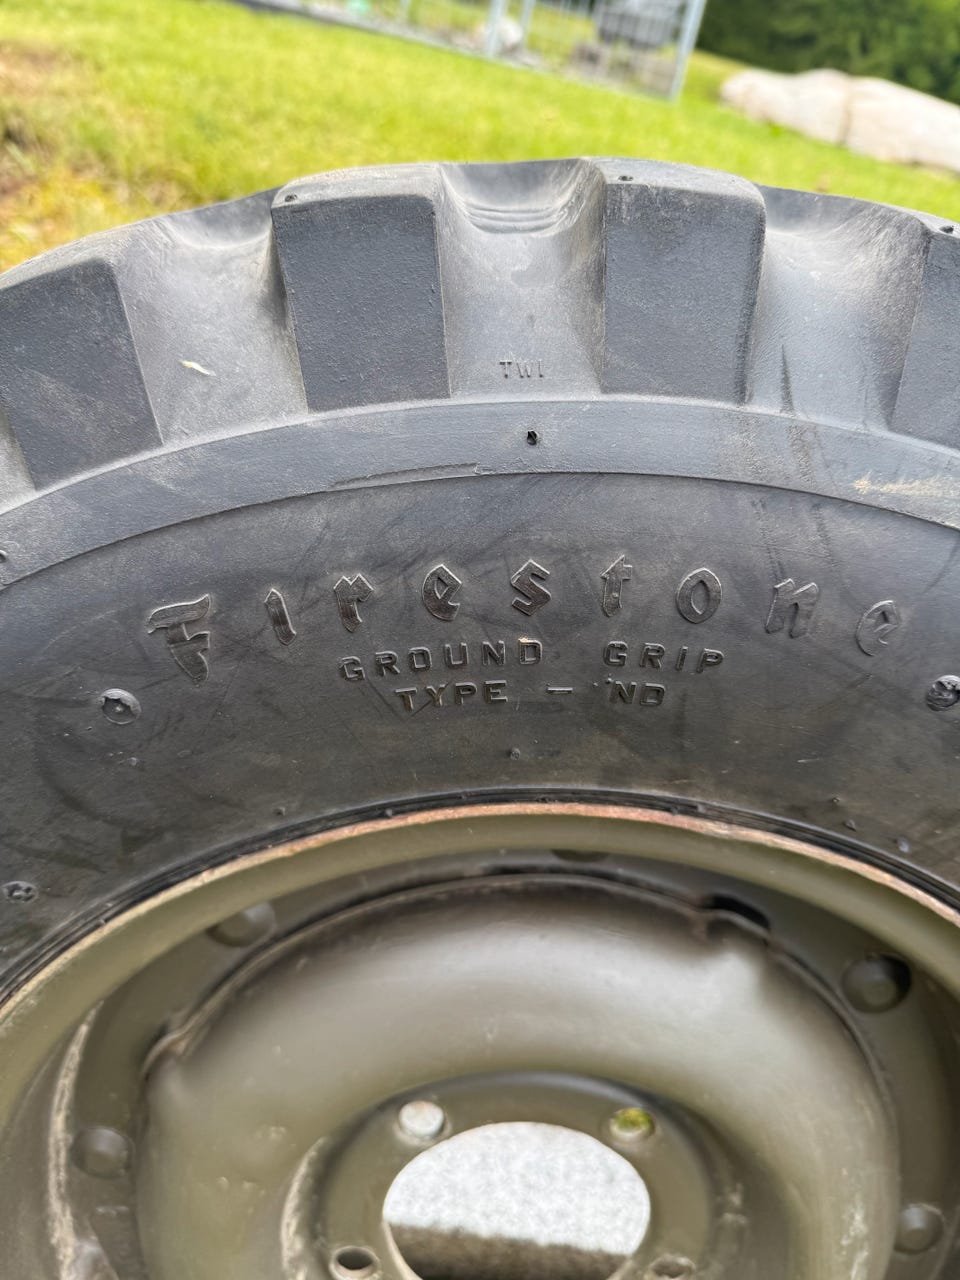 TWI
Firestone
GROUND GRIP
TYPE - ND